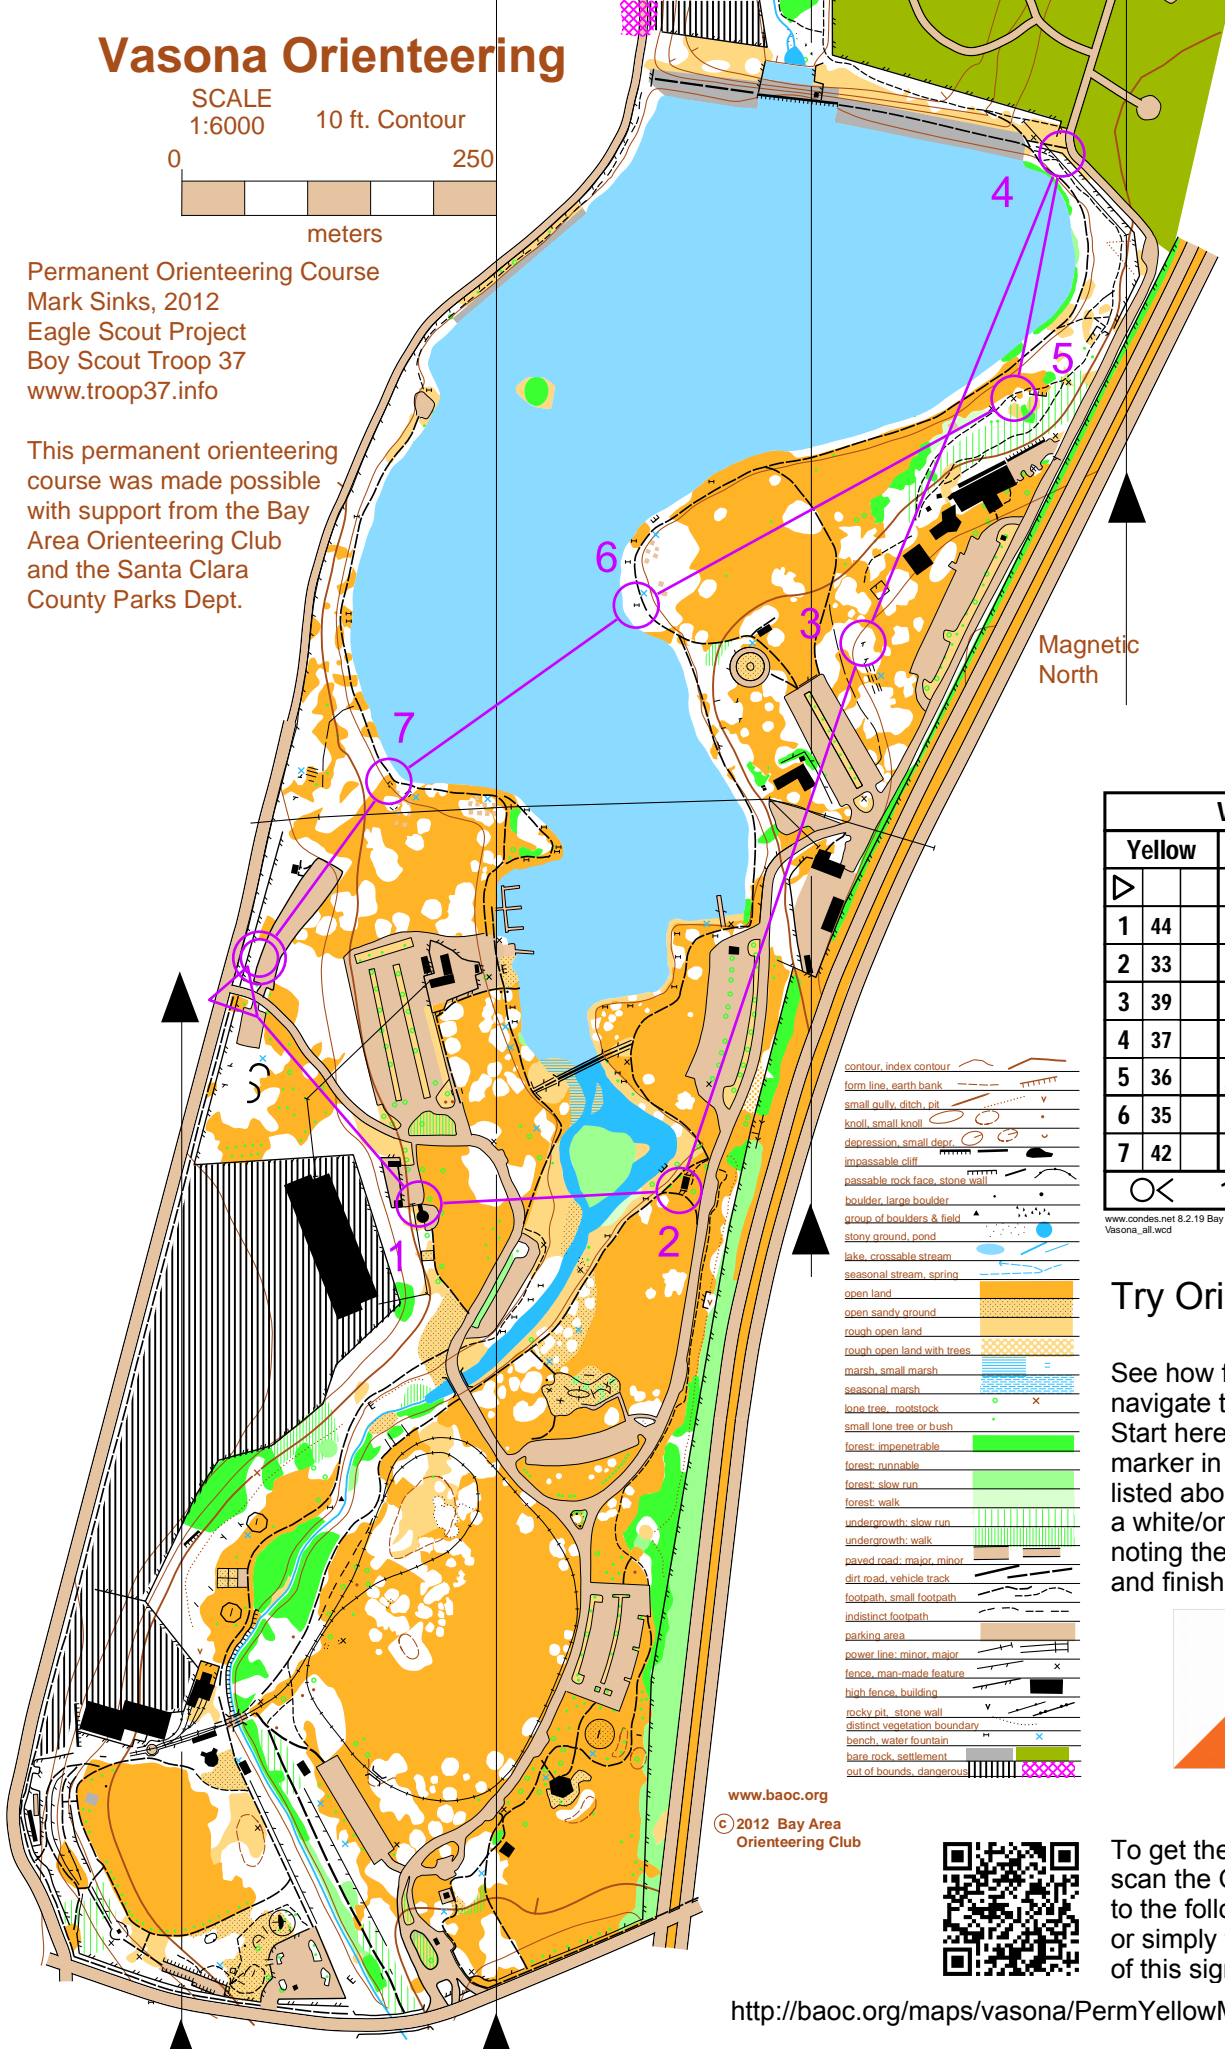 Vasona Orienteering
SCALE
1:6000
10 ft. Contour
0
250
meters
Permanent Orienteering Course
Mark Sinks, 2012
Eagle Scout Project
Boy Scout Troop 37
www.troop37.info
This permanent orienteering
course was made possible
with support from the Bay
Area Orienteering Club
and the Santa Clara
County Parks Dept.
4
5
6
3
7
1
2
Magnetic
North
Yellow
1 44
2 33
3 39
4 37
5 36
6 35
7 42
www.condes.net 8.2.19 Bay
Vasona_all.wcd
contour, index contour
form line, earth bank
small gully, ditch, pit
knoll, small knoll
depression, small depr.
impassable cliff
passable rock face, stone wall
boulder, large boulder
group of boulders & field
stony ground, pond
lake, crossable stream
seasonal stream, spring
open land
open sandy ground
rough open land
rough open land with trees
marsh, small marsh
seasonal marsh
lone tree, rootstock
small lone tree or bush
forest: impenetrable
forest: runnable
forest: slow run
forest: walk
undergrowth: slow run
undergrowth: walk
paved road: major, minor
dirt road, vehicle track
footpath, small footpath
indistinct footpath
parking area
power line: minor, major
fence, man-made feature
high fence, building
rocky pit, stone wall
distinct vegetation boundary
bench, water fountain
bare rock, settlement
out of bounds, dangerous
Try Ori
See how f
navigate t
Start here
marker in
listed abo
a white/or
noting the
and finish
www.baoc.org
© 2012 Bay Area
Orienteering Club
To get the
scan the
to the follo
or simply
of this sig
http://baoc.org/maps/vasona/PermYellow